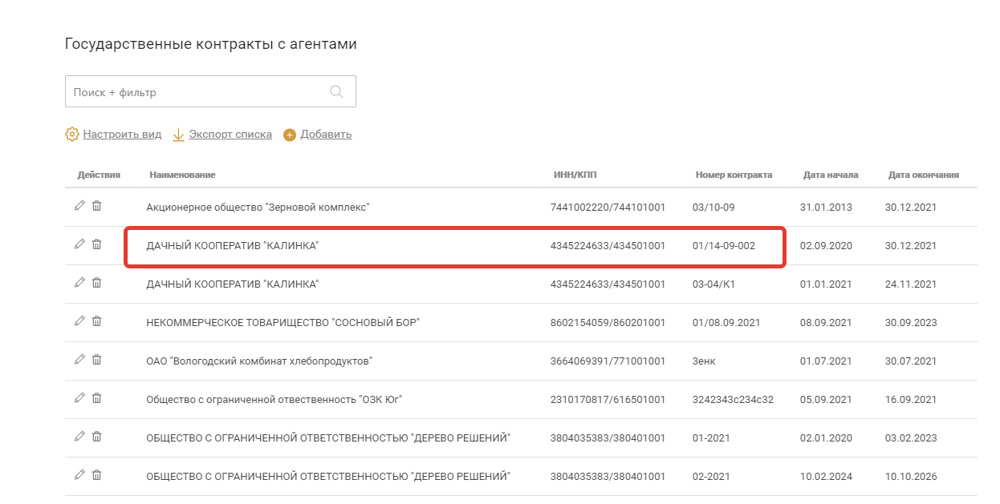 Государственные контракты с агентами
Поиск + фильтр
Настроить вид Экспорт списка Добавить
Действия Наименование ИНН/КПП Номер контракта Дата начала Дата окончания
Акционерное общество "Зерновой комплекс" 7441002220/744101001 03/10-09 31.01.2013 30.12.2021
ДАЧНЫЙ КООПЕРАТИВ "КАЛИНКА" 4345224633/434501001 01/14-09-002 02.09.2020 30.12.2021
ДАЧНЫЙ КООПЕРАТИВ "КАЛИНКА" 4345224633/434501001 03-04/К1 01.01.2021 24.11.2021
НЕКОММЕРЧЕСКОЕ ТОВАРИЩЕСТВО "СОСНОВЫЙ БОР" 8602154059/860201001 01/08.09.2021 08.09.2021 30.09.2023
ОАО "Вологодский комбинат хлебопродуктов" 3664069391/771001001 3енк 01.07.2021 30.07.2021
Общество с ограниченной отвественность "ОЗК Юг" 2310170817/616501001 3242343с234с32 05.09.2021 16.09.2021
ОБЩЕСТВО С ОГРАНИЧЕННОЙ ОТВЕТСТВЕННОСТЬЮ "ДЕРЕВО РЕШЕНИЙ" 3804035383/380401001 01-2021 02.01.2020 03.02.2023
ОБЩЕСТВО С ОГРАНИЧЕННОЙ ОТВЕТСТВЕННОСТЬЮ "ДЕРЕВО РЕШЕНИЙ" 3804035383/380401001 02-2021 10.02.2024 10.10.2026